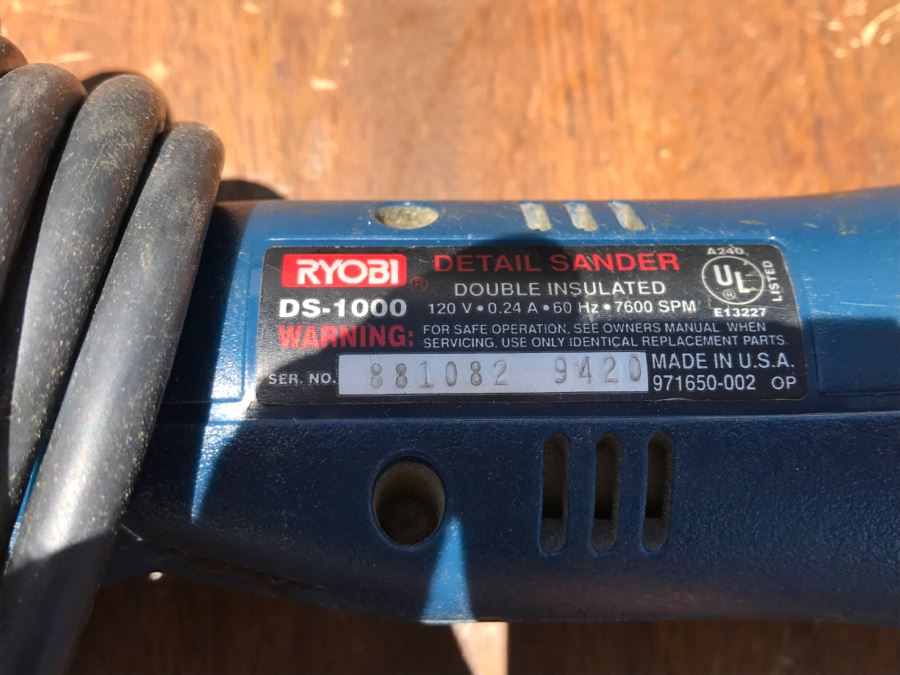 RYOBI® DETAIL SANDER
DOUBLE INSULATED
DS-1000 120 V • 0.24 A • 60 Hz • 7600 SPM
WARNING: FOR SAFE OPERATION, SEE OWNERS MANUAL. WHEN
SERVICING, USE ONLY IDENTICAL REPLACEMENT PARTS.
SER. NO. 881082 9420
MADE IN U.S.A.
971650-002 OP
A240
UL® LISTED
E13227